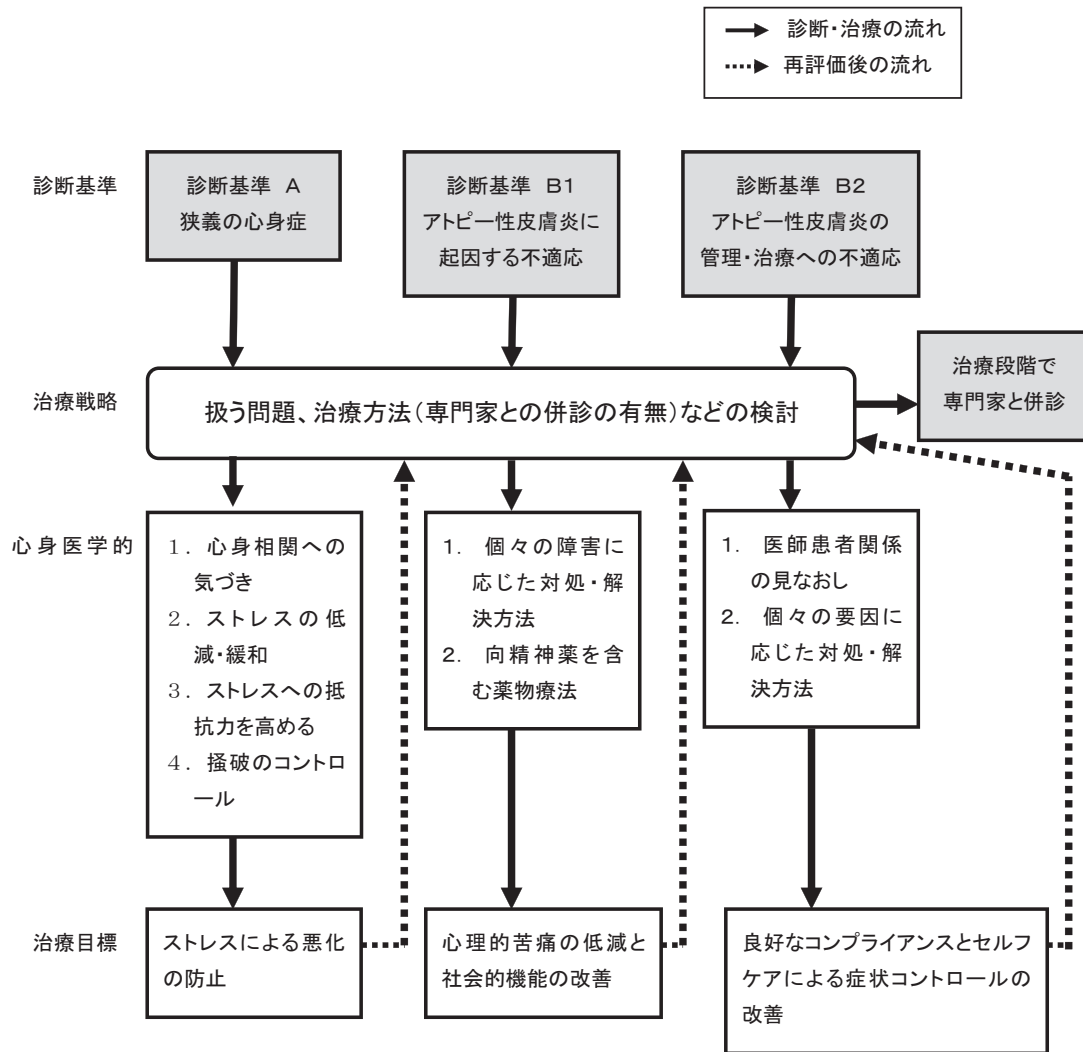 診断・治療の流れ
再評価後の流れ
診断基準
診断基準 A
狭義の心身症
診断基準 B1
アトピー性皮膚炎に
起因する不適応
診断基準 B2
アトピー性皮膚炎の
管理・治療への不適応
治療戦略
扱う問題、治療方法(専門家との併診の有無)などの検討
治療段階で
専門家と併診
心身医学的
1. 心身相関への
気づき
2. ストレスの低
減・緩和
3. ストレスへの抵
抗力を高める
4. 掻破のコントロ
ール
1. 個々の障害に
応じた対処・解
決方法
2. 向精神薬を含
む薬物療法
1. 医師患者関係
の見なおし
2. 個々の要因に
応じた対処・解
決方法
治療目標
ストレスによる悪化
の防止
心理的苦痛の低減と
社会的機能の改善
良好なコンプライアンスとセルフ
ケアによる症状コントロールの
改善